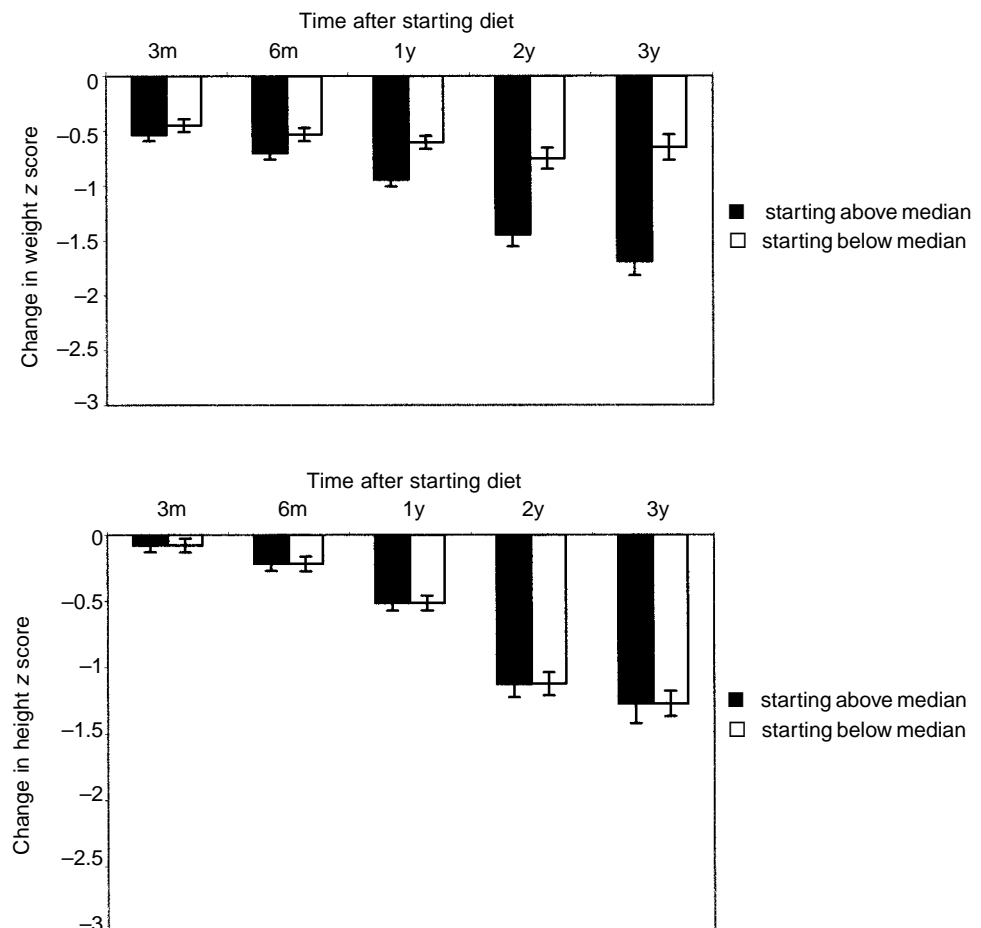 Time after starting diet
3m 6m 1y 2y 3y
0
–0.5
–1
–1.5
–2
–2.5
–3
Change in weight z score
starting above median
starting below median
Time after starting diet
3m 6m 1y 2y 3y
0
–0.5
–1
–1.5
–2
–2.5
–3
Change in height z score
starting above median
starting below median